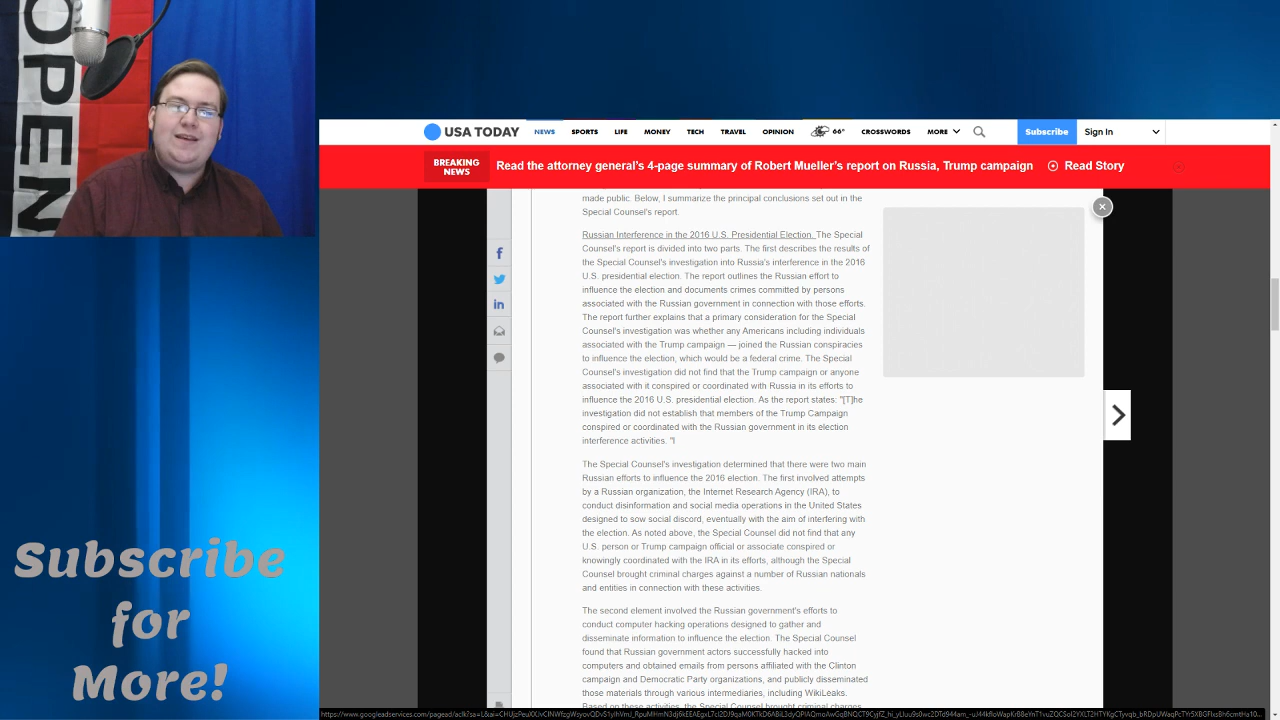 OPEN
USA TODAY NEWS SPORTS LIFE MONEY TECH TRAVEL OPINION 66° CROSSWORDS MORE Subscribe Sign In
BREAKING NEWS Read the attorney general's 4-page summary of Robert Mueller's report on Russia, Trump campaign Read Story
made public. Below, I summarize the principal conclusions set out in the
Special Counsel's report.
Russian Interference in the 2016 U.S. Presidential Election. The Special
Counsel's report is divided into two parts. The first describes the results of
the Special Counsel's investigation into Russia's interference in the 2016
U.S. presidential election. The report outlines the Russian effort to
influence the election and documents crimes committed by persons
associated with the Russian government in connection with those efforts.
The report further explains that a primary consideration for the Special
Counsel's investigation was whether any Americans including individuals
associated with the Trump campaign — joined the Russian conspiracies
to influence the election, which would be a federal crime. The Special
Counsel's investigation did not find that the Trump campaign or anyone
associated with it conspired or coordinated with Russia in its efforts to
influence the 2016 U.S. presidential election. As the report states: "[T]he
investigation did not establish that members of the Trump Campaign
conspired or coordinated with the Russian government in its election
interference activities. "I
The Special Counsel's investigation determined that there were two main
Russian efforts to influence the 2016 election. The first involved attempts
by a Russian organization, the Internet Research Agency (IRA), to
conduct disinformation and social media operations in the United States
designed to sow social discord, eventually with the aim of interfering with
the election. As noted above, the Special Counsel did not find that any
U.S. person or Trump campaign official or associate conspired or
knowingly coordinated with the IRA in its efforts, although the Special
Counsel brought criminal charges against a number of Russian nationals
and entities in connection with these activities.
The second element involved the Russian government's efforts to
conduct computer hacking operations designed to gather and
disseminate information to influence the election. The Special Counsel
found that Russian government actors successfully hacked into
computers and obtained emails from persons affiliated with the Clinton
campaign and Democratic Party organizations, and publicly disseminated
those materials through various intermediaries, including WikiLeaks.
Based on these activities, the Special Counsel brought criminal charges
Subscribe
for
More!